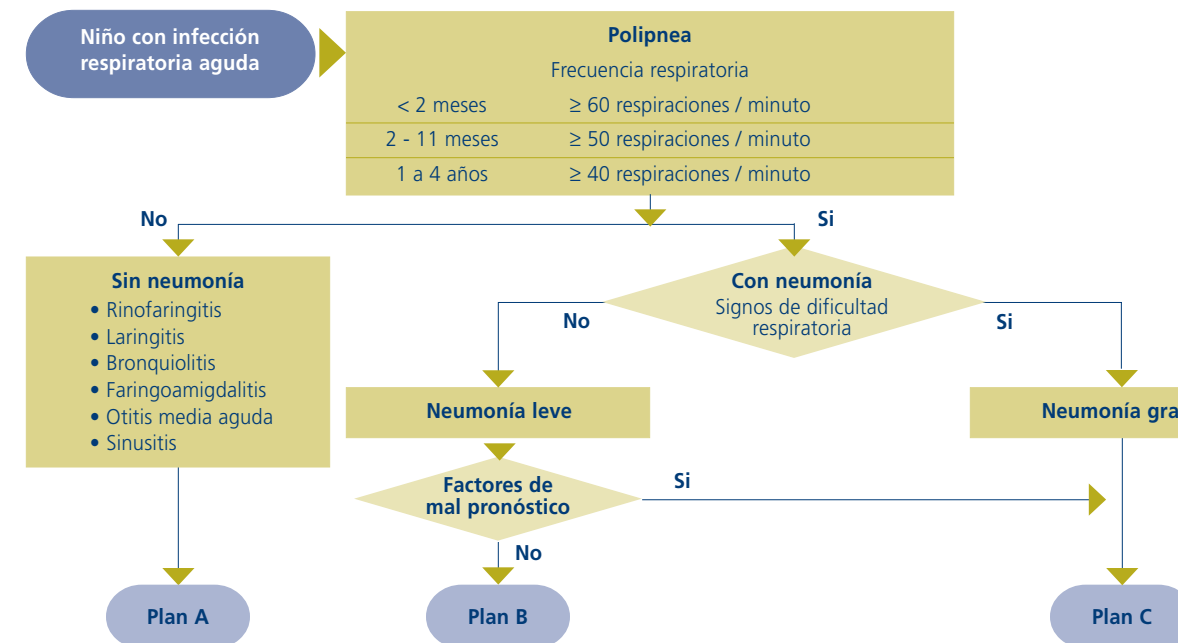 Niño con infección
respiratoria aguda
Polipnea
Frecuencia respiratoria
< 2 meses ≥ 60 respiraciones / minuto
2 - 11 meses ≥ 50 respiraciones / minuto
1 a 4 años ≥ 40 respiraciones / minuto
No
Si
Sin neumonía
• Rinofaringitis
• Laringitis
• Bronquiolitis
• Faringoamigdalitis
• Otitis media aguda
• Sinusitis
Con neumonía
Signos de dificultad
respiratoria
No
Si
Neumonía leve
Neumonía gra
Factores de
mal pronóstico
Si
No
Plan A
Plan B
Plan C